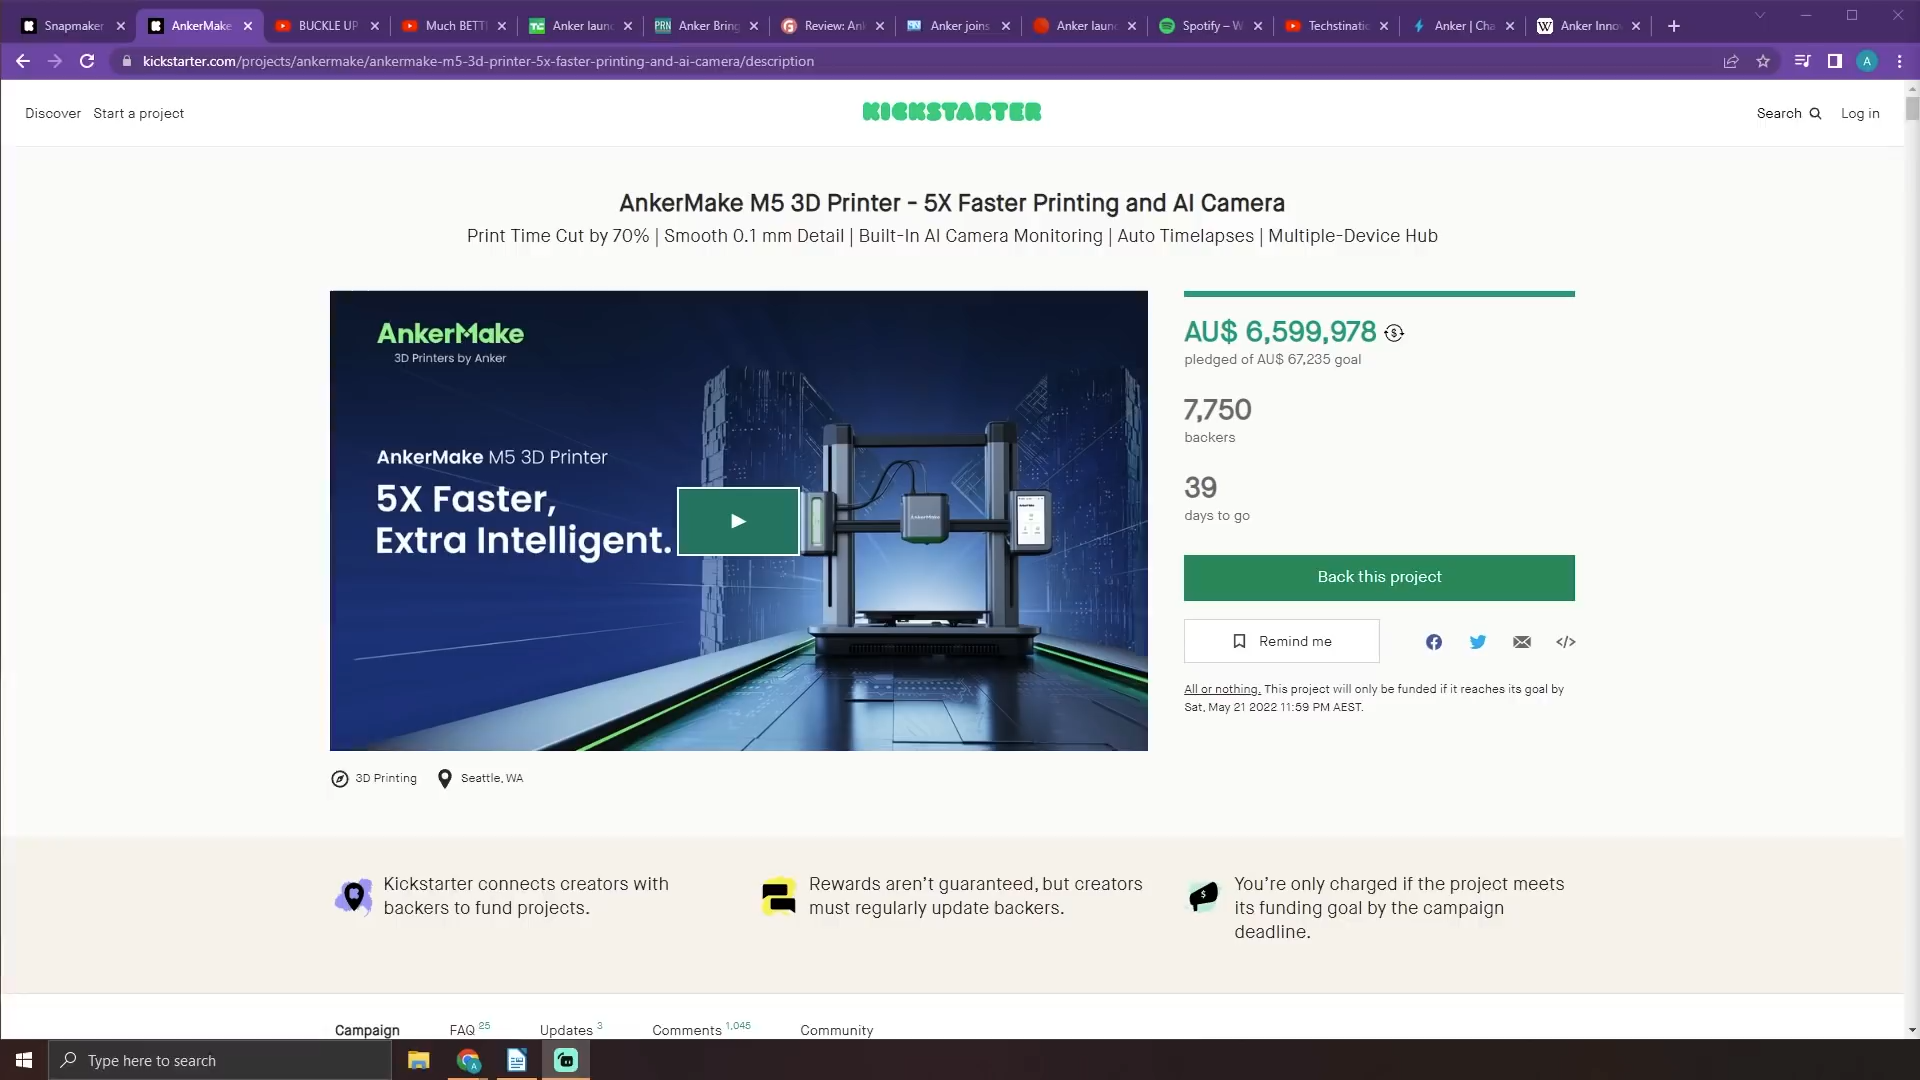 Snapmaker
AnkerMake
BUCKLE UP
Much BETT
Anker laun
Anker Bring
Review: An
Anker joins
Anker laun
Spotify – W
Techstinatio
Anker | Cha
Anker Inno
kickstarter.com/projects/ankermake/ankermake-m5-3d-printer-5x-faster-printing-and-ai-camera/description
A
Discover Start a project
KICKSTARTER
Search Log in
AnkerMake M5 3D Printer - 5X Faster Printing and AI Camera
Print Time Cut by 70% | Smooth 0.1 mm Detail | Built-In AI Camera Monitoring | Auto Timelapses | Multiple-Device Hub
AnkerMake
3D Printers by Anker
AnkerMake M5 3D Printer
5X Faster,
Extra Intelligent.
AnkerMake
AU$ 6,599,978
pledged of AU$ 67,235 goal
7,750
backers
39
days to go
Back this project
Remind me
All or nothing. This project will only be funded if it reaches its goal by
Sat, May 21 2022 11:59 PM AEST.
3D Printing Seattle, WA
Kickstarter connects creators with
backers to fund projects.
Rewards aren’t guaranteed, but creators
must regularly update backers.
You’re only charged if the project meets
its funding goal by the campaign
deadline.
Campaign FAQ 25 Updates 3 Comments 1,045 Community
Type here to search